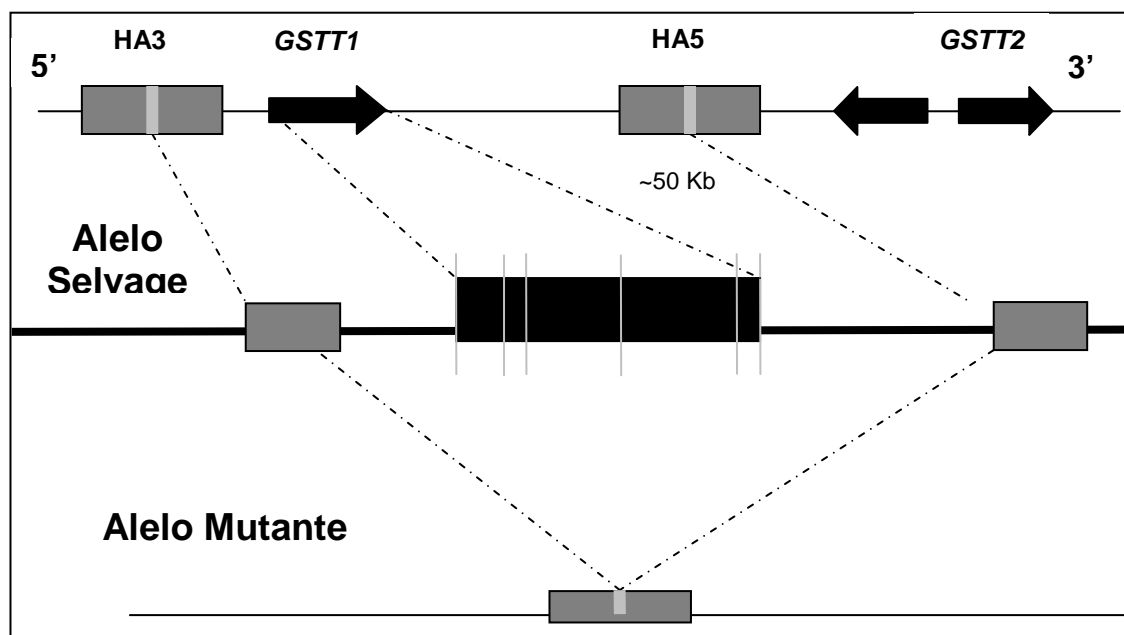 HA3
GSTT1
HA5
GSTT2
5’
3’
~50 Kb
Alelo
Selvage
Alelo Mutante